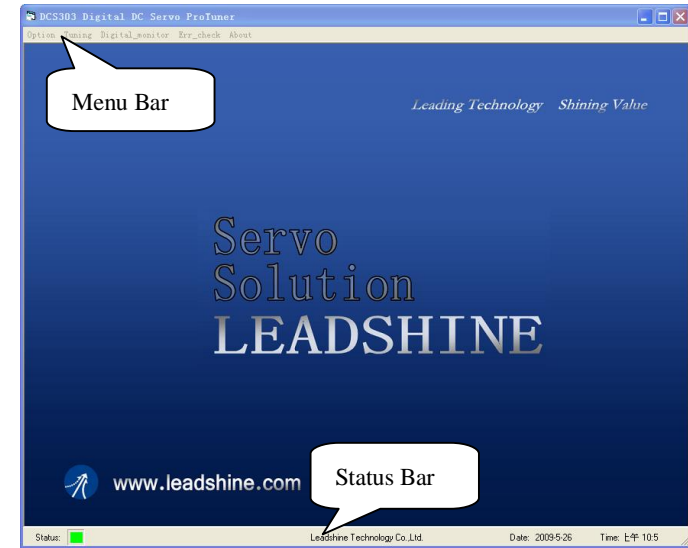 DCS303 Digital DC Servo ProTuner
Option Tuning Digital_monitor Err_check About
Menu Bar
Leading Technology Shining Value
Servo
Solution
LEADSHINE
www.leadshine.com
Status Bar
Status: Leadshine Technology Co.,Ltd. Date: 2009-5-26 Time: 上午 10:5